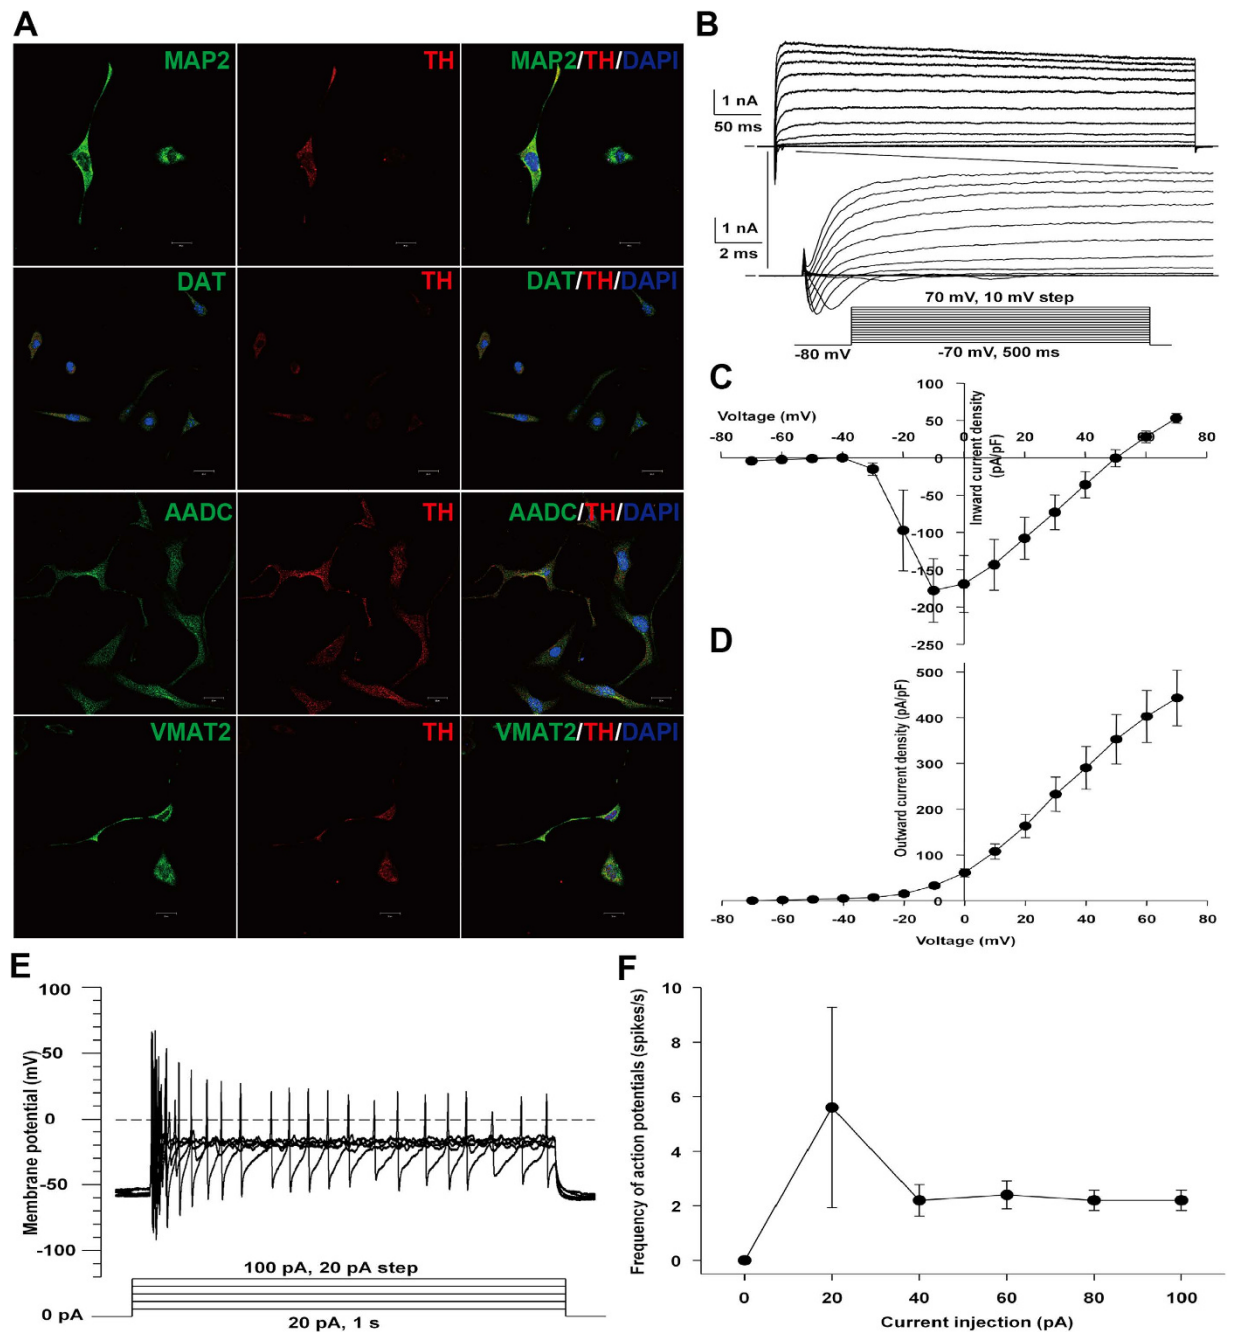 A
MAP2
TH
MAP2/TH/DAPI
DAT
TH
DAT/TH/DAPI
AADC
TH
AADC/TH/DAPI
VMAT2
TH
VMAT2/TH/DAPI
B
1 nA
50 ms
1 nA
2 ms
70 mV, 10 mV step
-80 mV
-70 mV, 500 ms
C
Voltage (mV)
-80 -60 -40 -20 0 20 40 60 80
100
50
0
-50
-100
-150
-200
-250
Inward current density
(pA/pF)
D
500
400
300
200
100
0
Outward current density (pA/pF)
-80 -60 -40 -20 0 20 40 60 80
Voltage (mV)
E
100
50
0
-50
-100
Membrane potential (mV)
100 pA, 20 pA step
0 pA
20 pA, 1 s
F
10
8
6
4
2
0
Frequency of action potentials (spikes/s)
0 20 40 60 80 100
Current injection (pA)